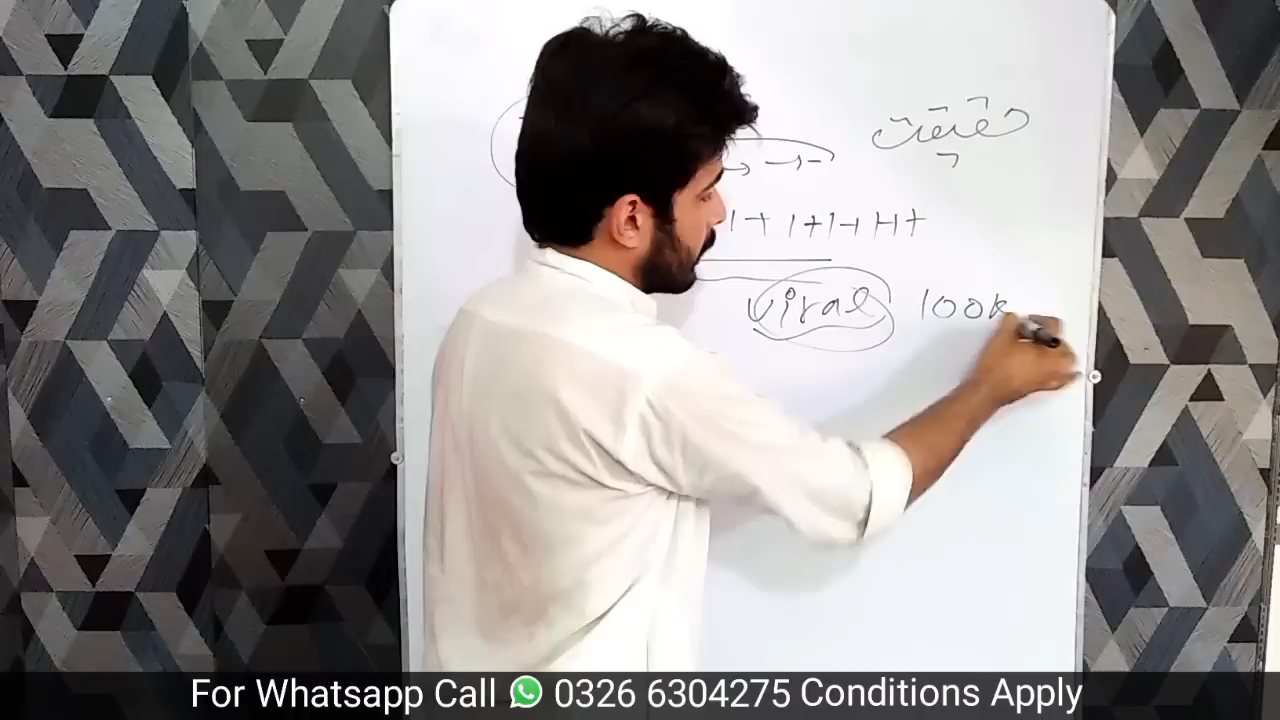 حقیقت
1+1+1+1+
viral 100k
For Whatsapp Call 0326 6304275 Conditions Apply